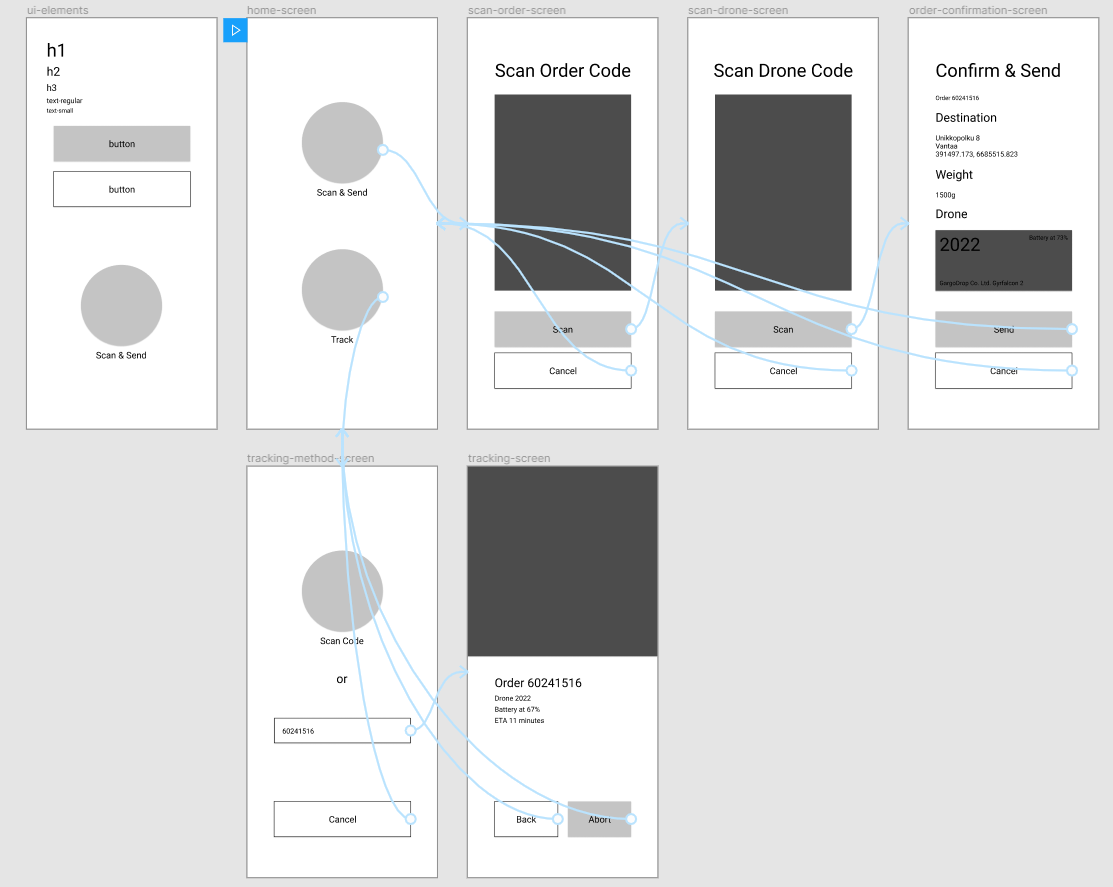 ui-elements
h1
h2
h3
text-regular
text-small
button
button
Scan & Send
home-screen
Scan & Send
Track
scan-order-screen
Scan Order Code
Scan
Cancel
scan-drone-screen
Scan Drone Code
Scan
Cancel
order-confirmation-screen
Confirm & Send
Order 60241516
Destination
Unikkopolku 8
Vantaa
391497.173, 6685515.823
Weight
1500g
Drone
2022
Battery at 73%
GargoDrop Co. Ltd. Gyrfalcon 2
Send
Cancel
tracking-method-screen
Scan Code
or
60241516
Cancel
tracking-screen
Order 60241516
Drone 2022
Battery at 67%
ETA 11 minutes
Back
Abort